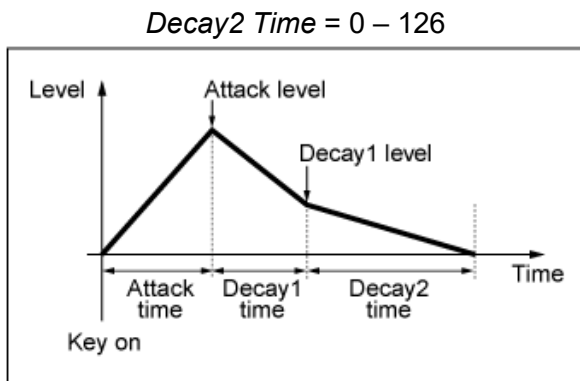 Decay2 Time = 0 – 126
Level
Attack level
Decay1 level
Time
Attack
time
Decay1
time
Decay2
time
Key on